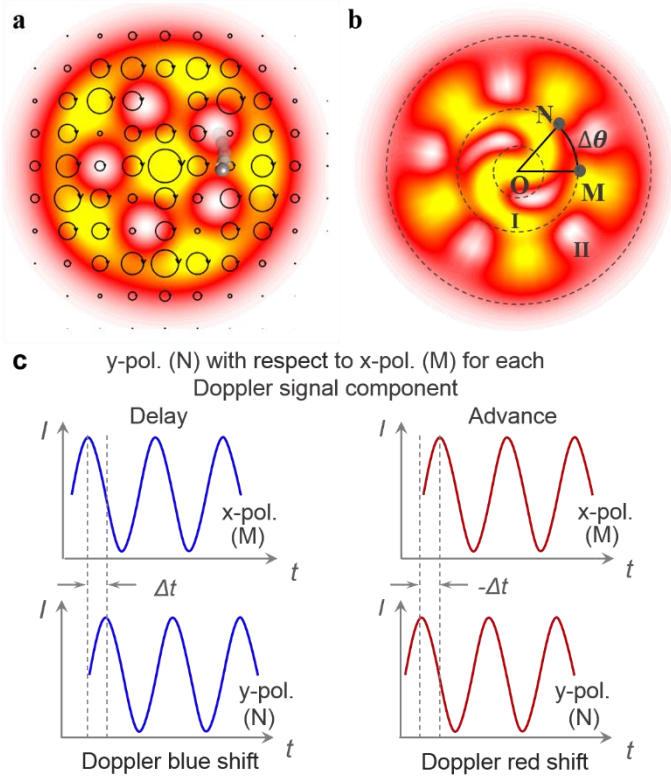 a
b
N
Δθ
O
M
I
II
c
y-pol. (N) with respect to x-pol. (M) for each
Doppler signal component
Delay
Advance
I
I
x-pol.
(M)
x-pol.
(M)
t
t
Δt
-Δt
I
I
y-pol.
(N)
y-pol.
(N)
t
t
Doppler blue shift
Doppler red shift